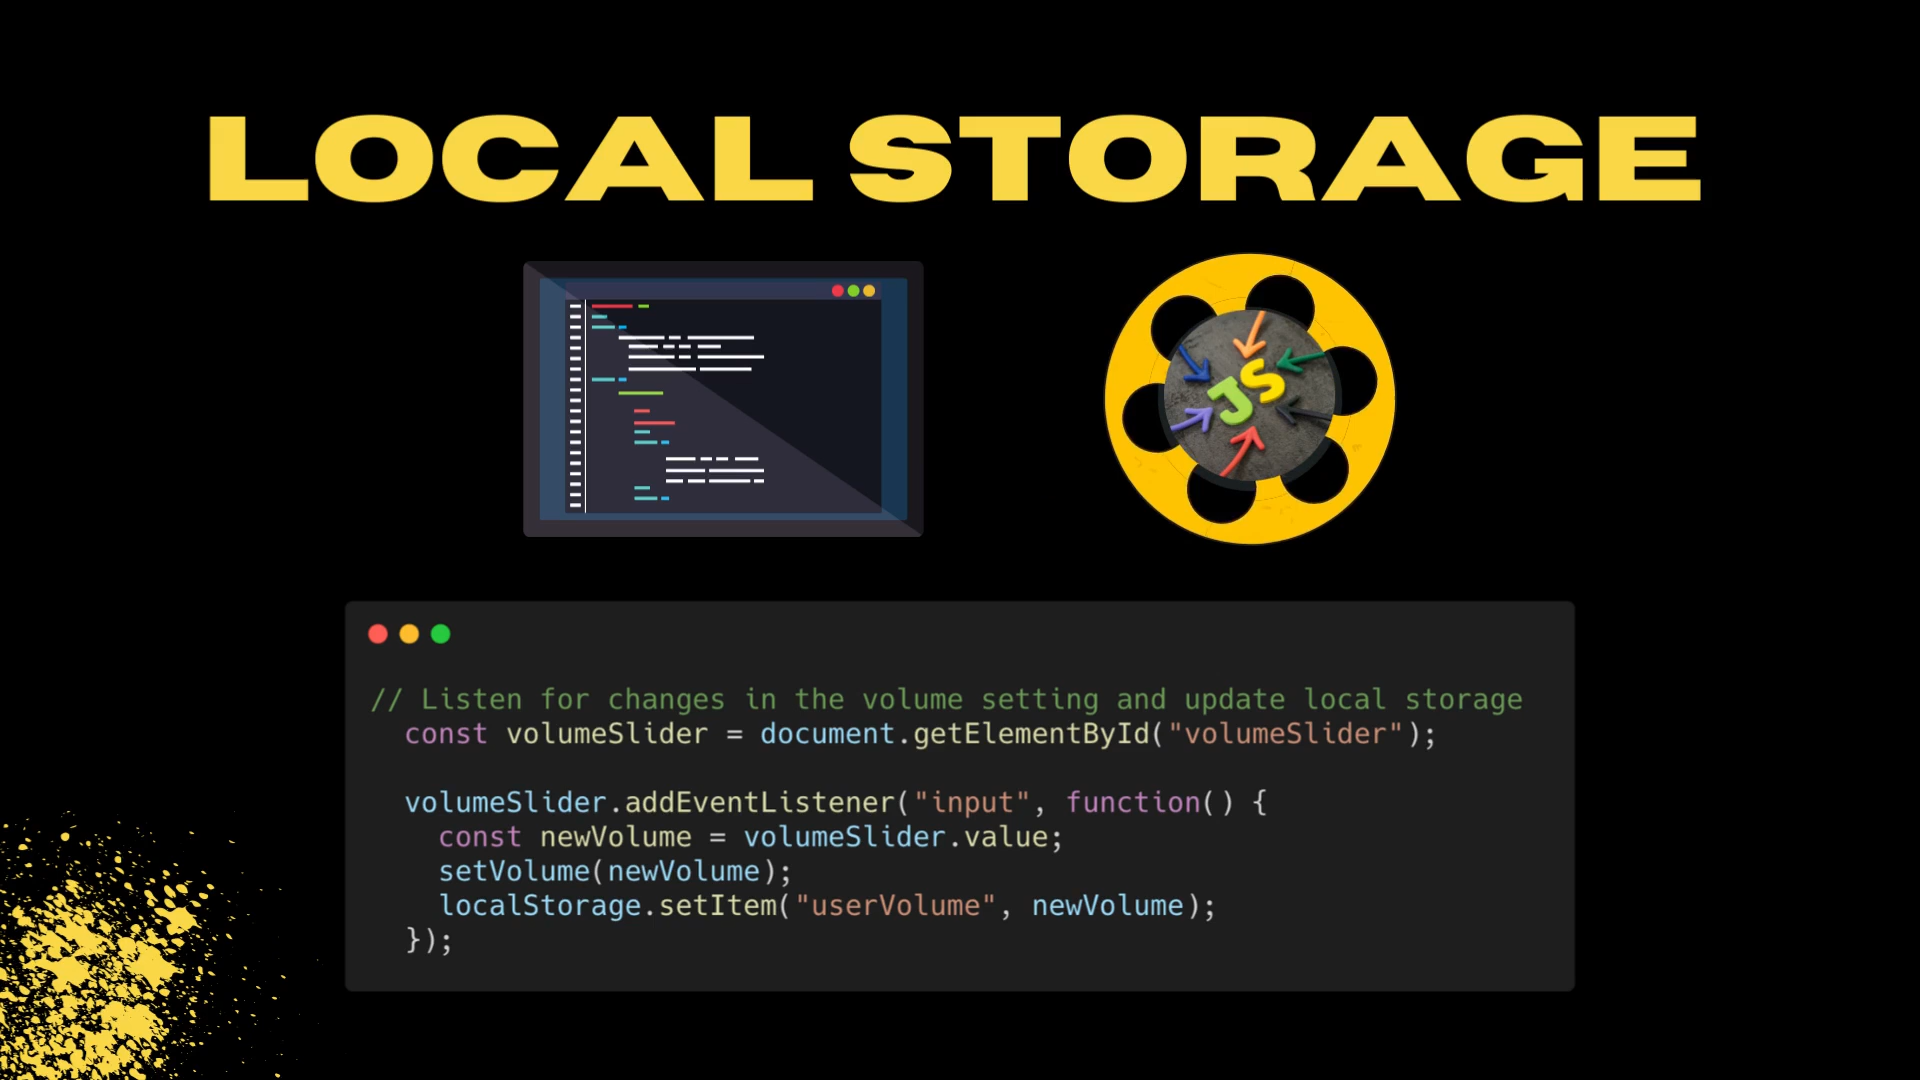 LOCAL STORAGE
JS
// Listen for changes in the volume setting and update local storage
  const volumeSlider = document.getElementById("volumeSlider");

  volumeSlider.addEventListener("input", function() {
    const newVolume = volumeSlider.value;
    setVolume(newVolume);
    localStorage.setItem("userVolume", newVolume);
  });